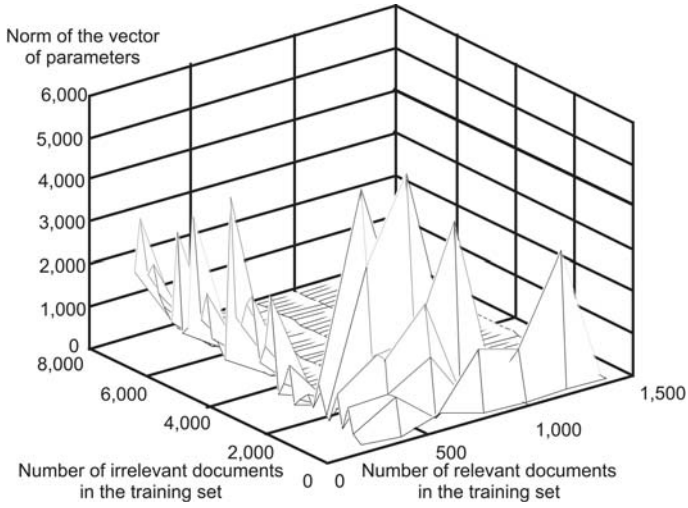 Norm of the vector
of parameters
6,000
5,000
4,000
3,000
2,000
1,000
0
8,000
6,000
4,000
2,000
0
0
500
1,000
1,500
Number of irrelevant documents
in the training set
Number of relevant documents
in the training set